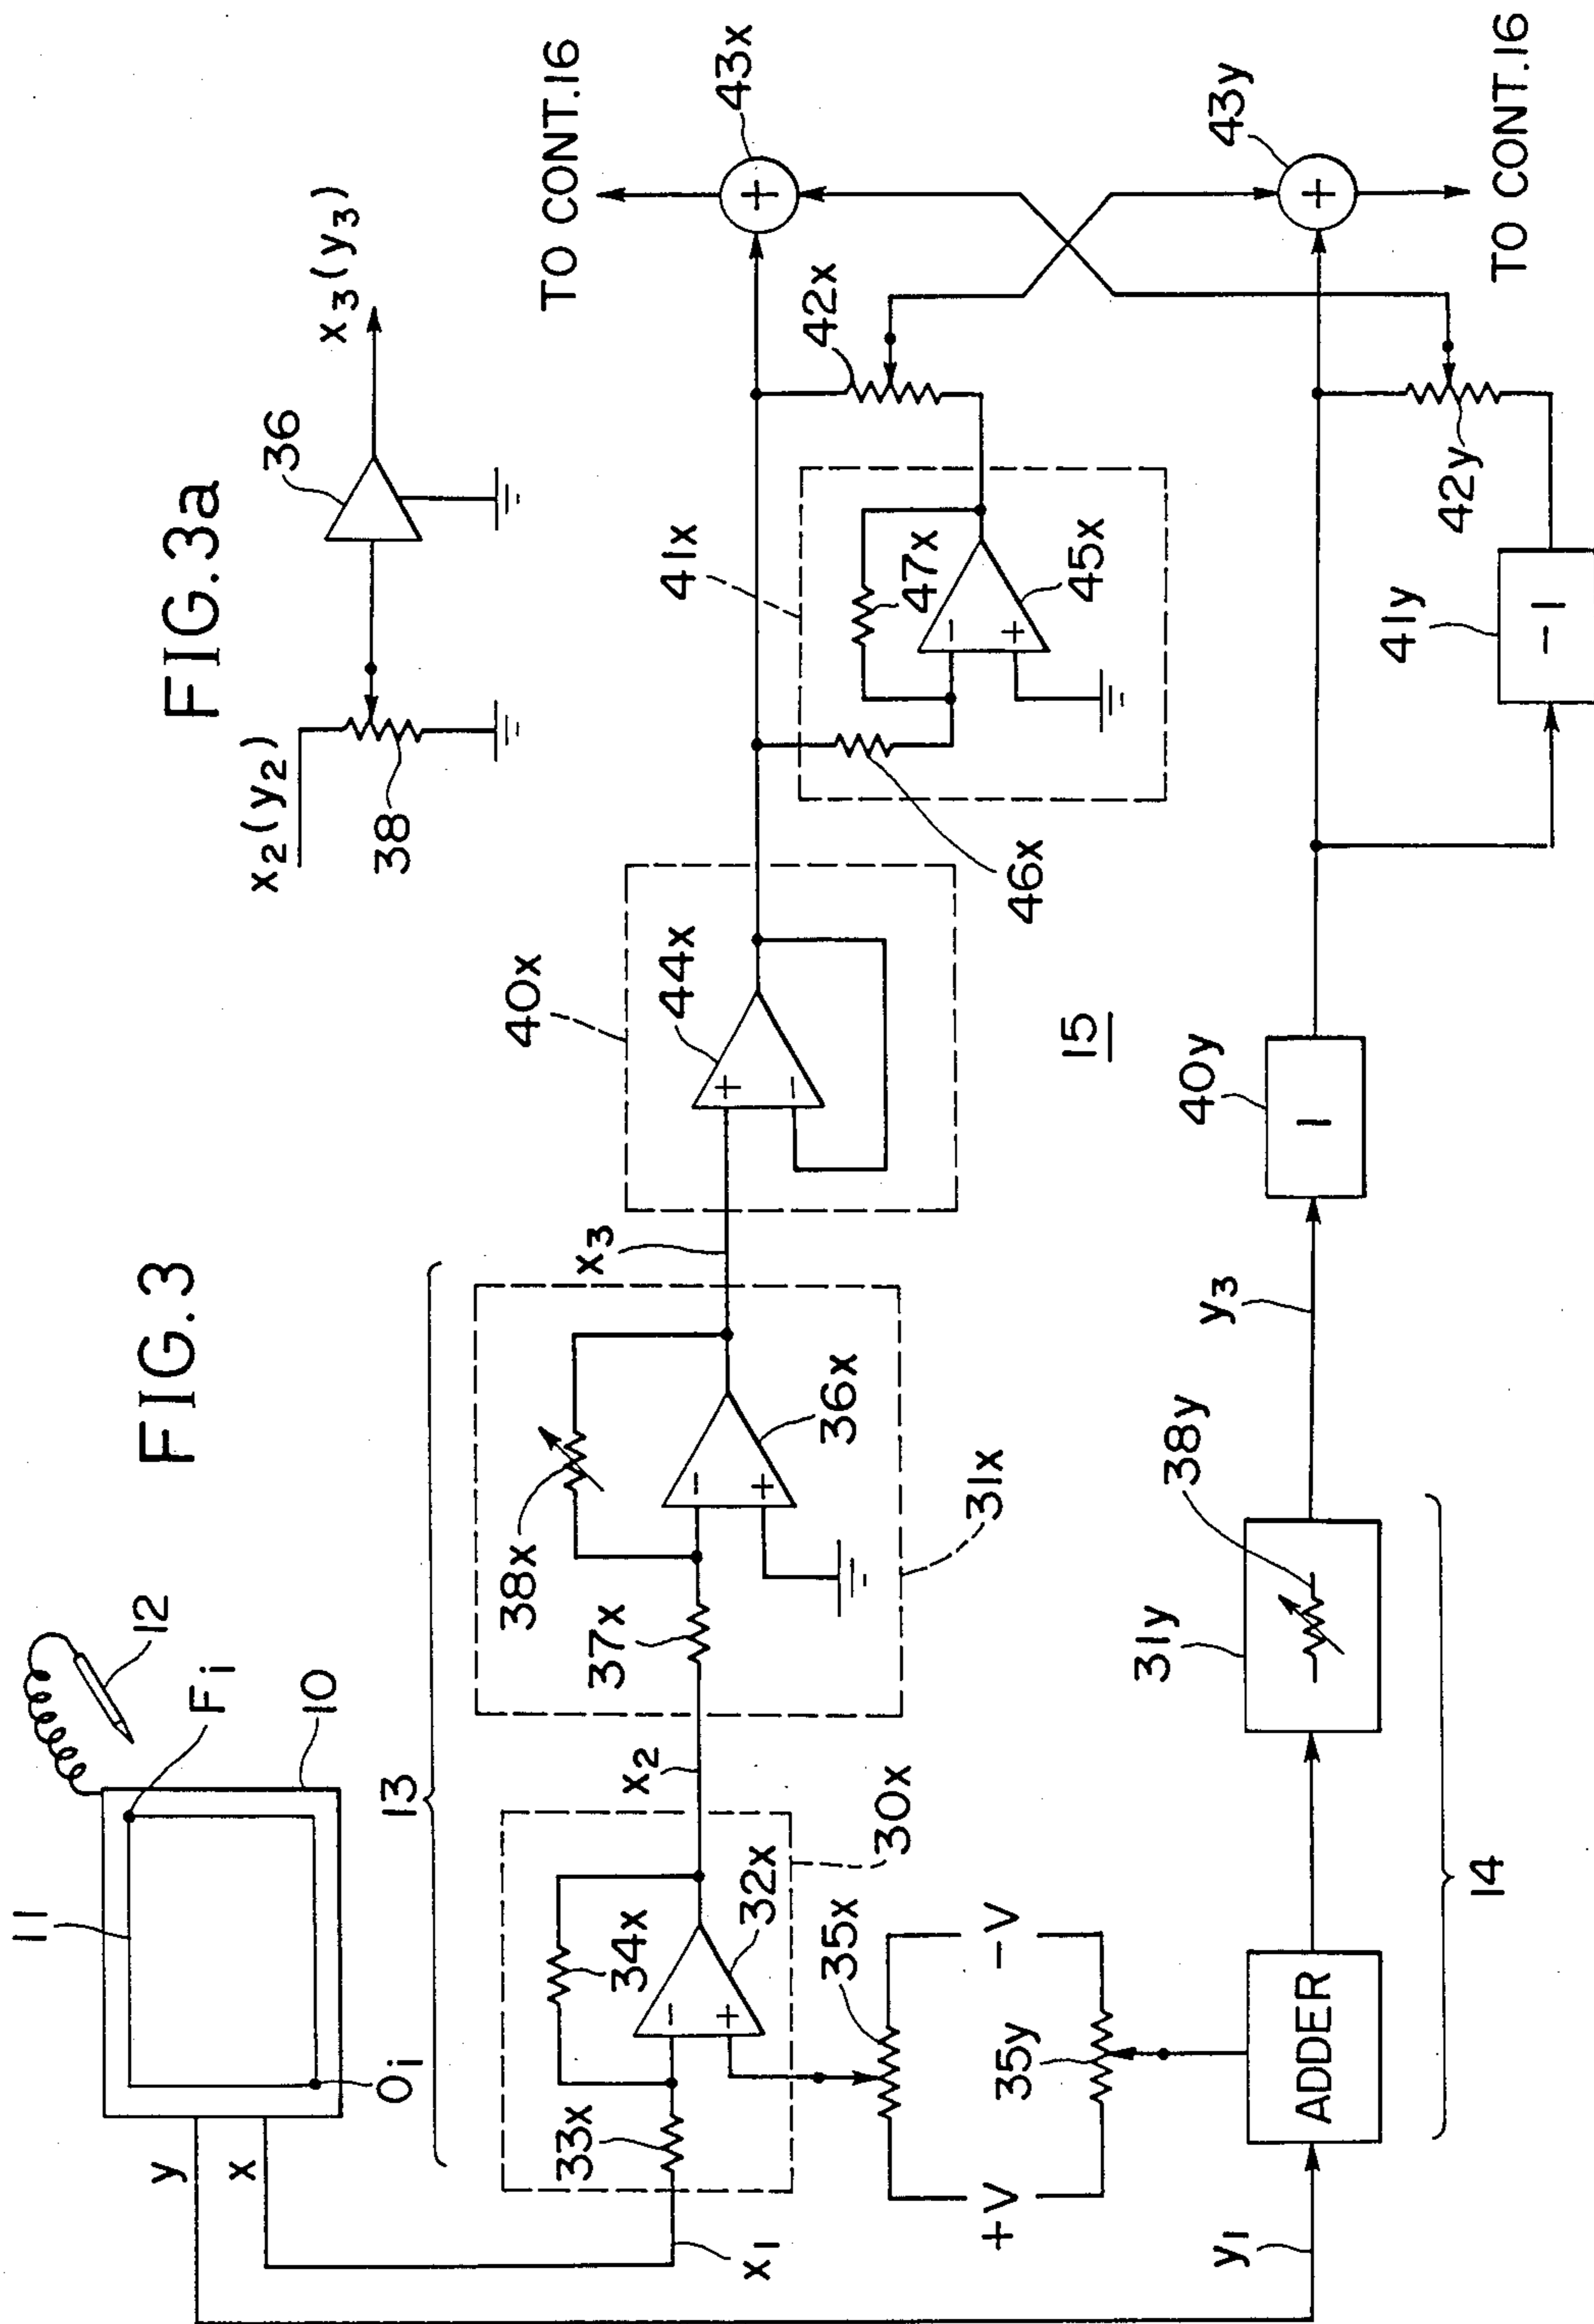 FIG.3
FIG.3a
11
12
Fi
10
Oi
y
x
x2(y2)
38
36
x3(y3)
13
38x
37x
36x
31x
x3
34x
33x
32x
30x
x2
x1
40x
44x
41x
47x
45x
46x
42x
TO CONT.16
43x
15
35x
+V
-V
35y
y1
ADDER
14
31y
38y
y3
40y
1
41y
-1
42y
43y
TO CONT.16
+
+
+
-
+
-
+
-
+
-